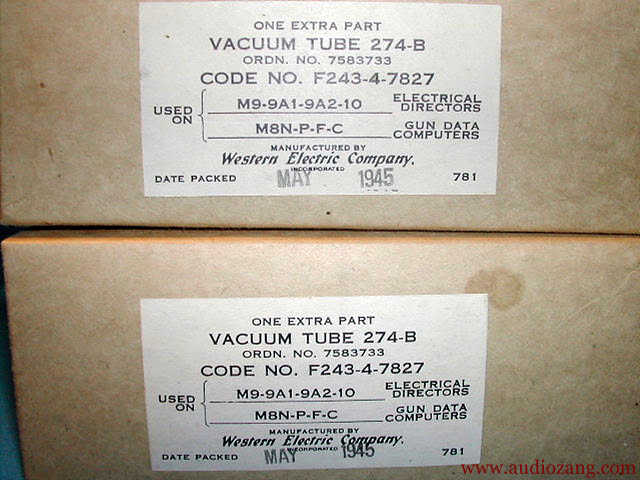 ONE EXTRA PART
VACUUM TUBE 274-B
ORDN. NO. 7583733
CODE NO. F243-4-7827
USED ON
M9-9A1-9A2-10 ELECTRICAL DIRECTORS
M8N-P-F-C GUN DATA COMPUTERS
MANUFACTURED BY
Western Electric Company,
INCORPORATED
DATE PACKED MAY 1945 781
ONE EXTRA PART
VACUUM TUBE 274-B
ORDN. NO. 7583733
CODE NO. F243-4-7827
USED ON
M9-9A1-9A2-10 ELECTRICAL DIRECTORS
M8N-P-F-C GUN DATA COMPUTERS
MANUFACTURED BY
Western Electric Company,
INCORPORATED
DATE PACKED MAY 1945 781
www.audiozang.com